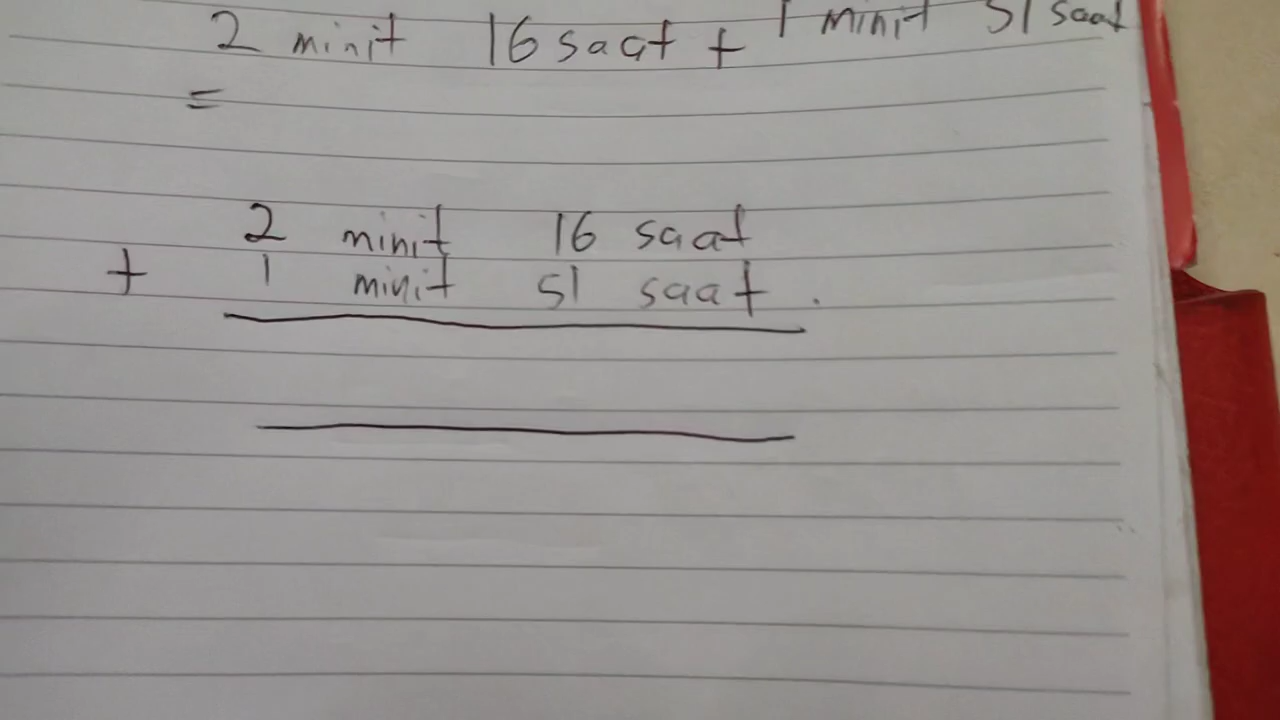 2 minit 16 saat + 1 minit 51 saat
=
2 minit 16 saat
+ 1 minit 51 saat .